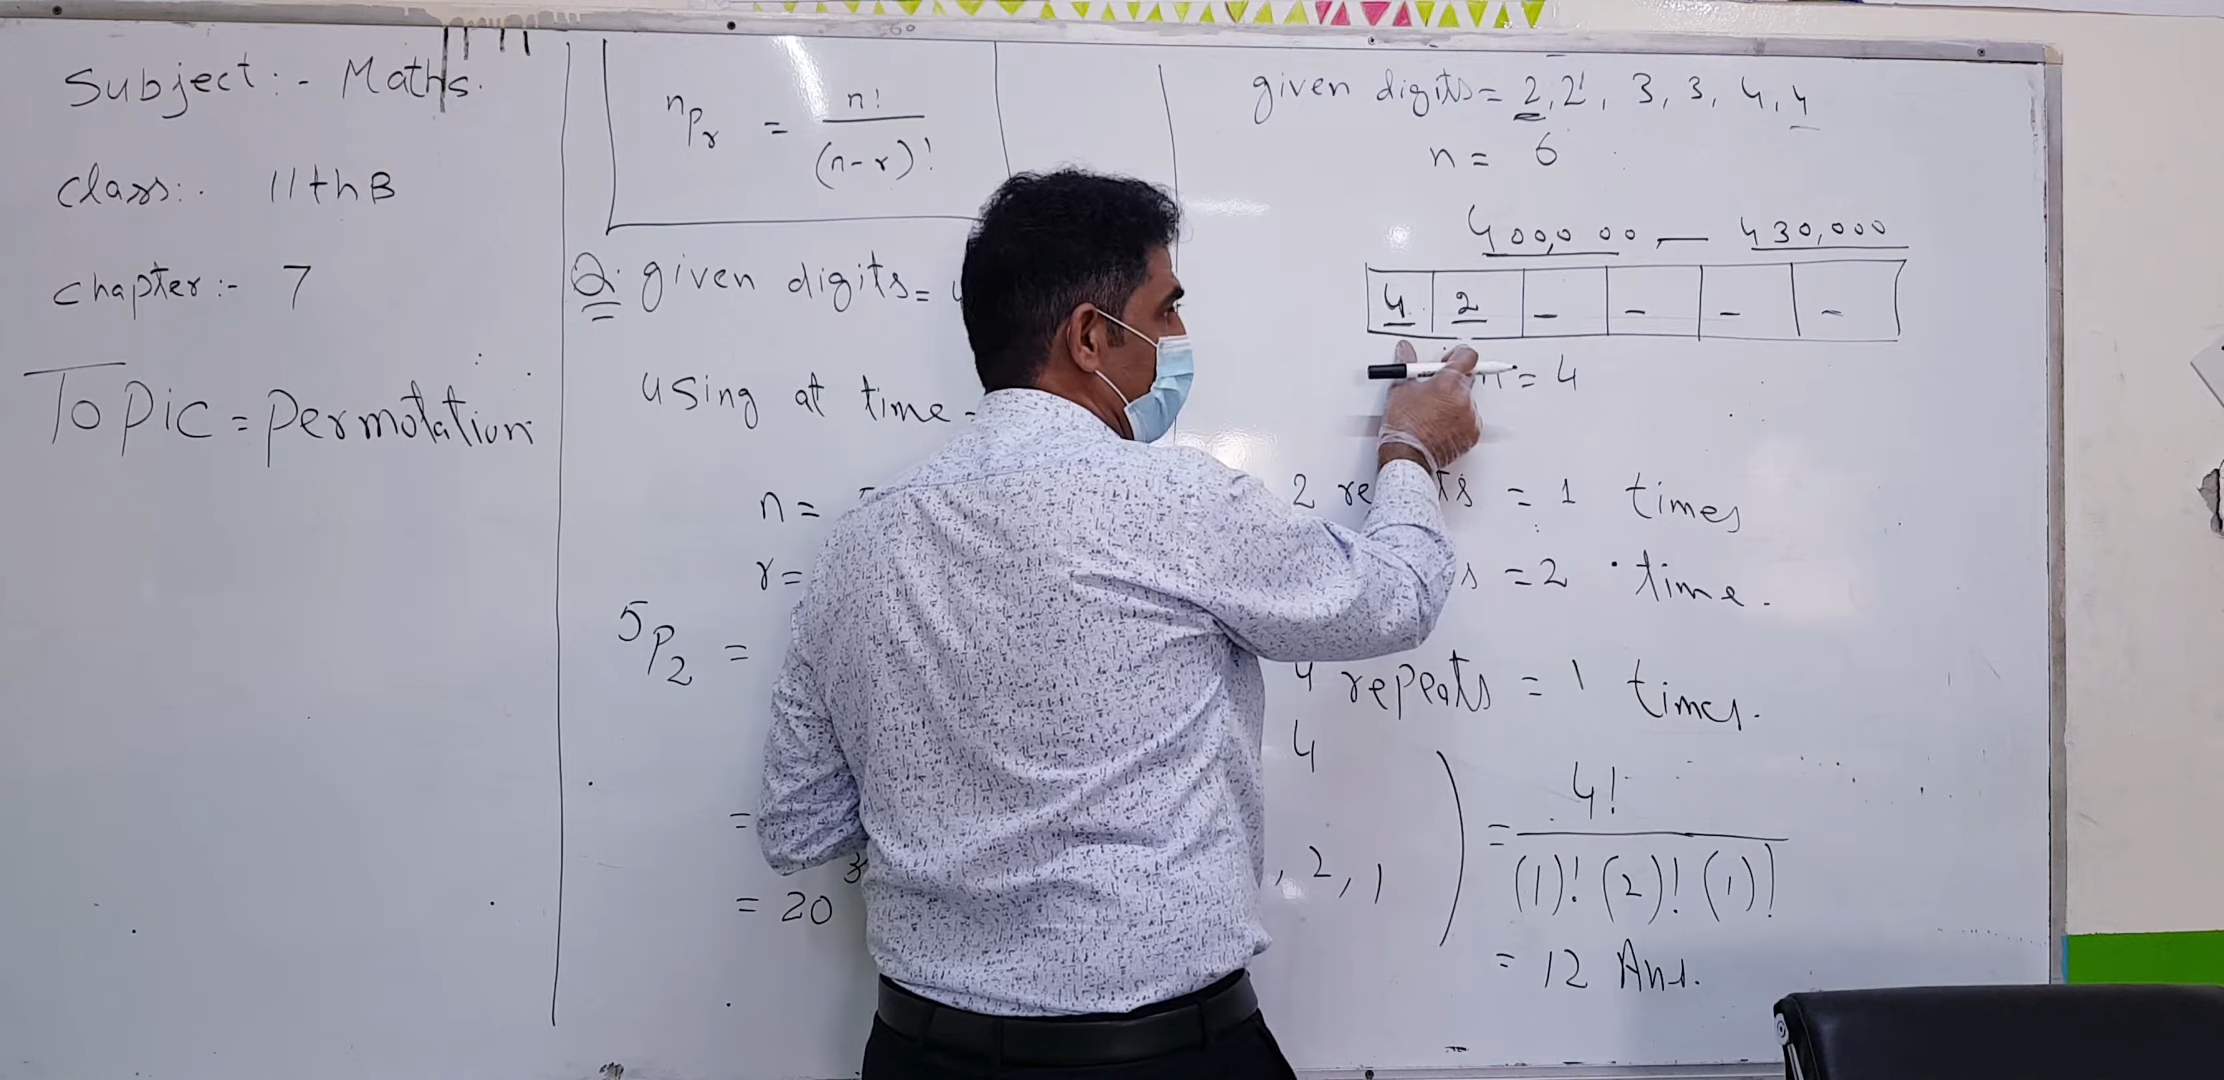 Subject:- Maths.
Class:- 11th B
Chapter:- 7
Topic = Permotation
nPr = n! / (n-r)!
Q. given digits =
using at time =
n =
r =
5P2 =
=
= 20
given digits = 2, 2, 3, 3, 4, 4
n = 6
400,000 — 430,000
4 2 - - - -
n = 4
2 repeats = 1 times
= 2 time.
4 repeats = 1 times.
4
, 2, 1 ) = 4! / (1)! (2)! (1)!
= 12 Ans.